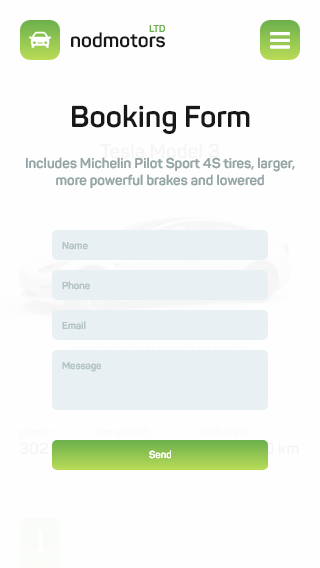 LTD
nodmotors
Booking Form
Tesla Model 3
Includes Michelin Pilot Sport 4S tires, larger,
more powerful brakes and lowered
Name
Phone
Email
Message
302
km
Send